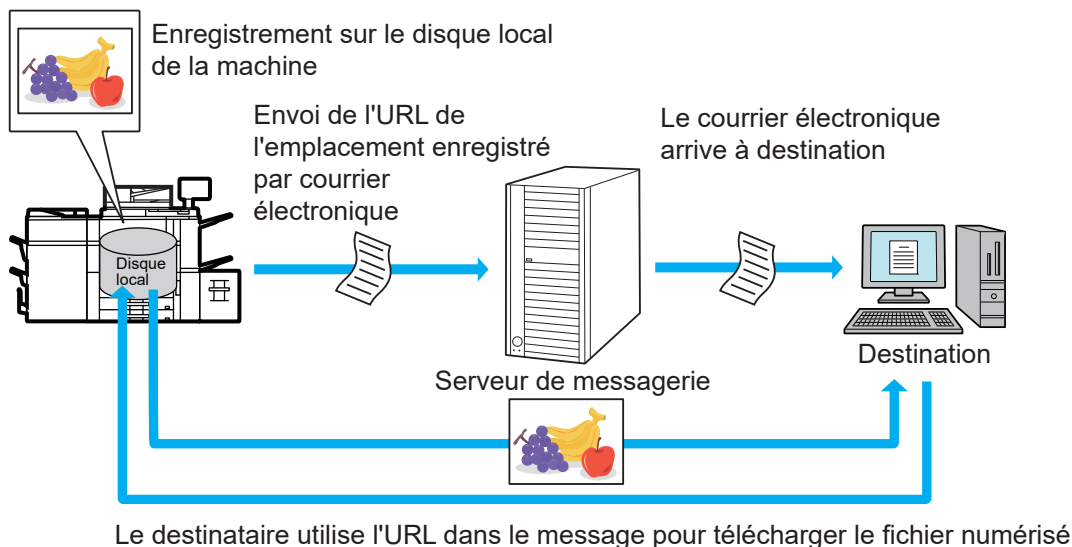 Enregistrement sur le disque local
de la machine
Envoi de l'URL de
l'emplacement enregistré
par courrier
électronique
Le courrier électronique
arrive à destination
Disque
local
Serveur de messagerie
Destination
Le destinataire utilise l'URL dans le message pour télécharger le fichier numérisé